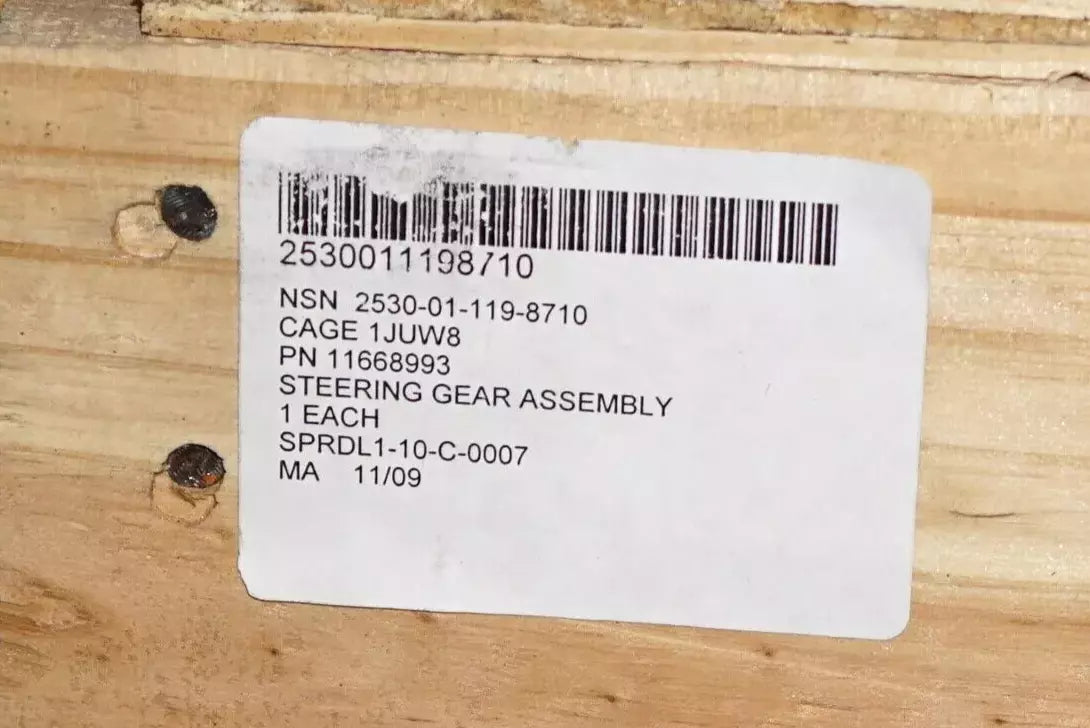 2530011198710
NSN 2530-01-119-8710
CAGE 1JUW8
PN 11668993
STEERING GEAR ASSEMBLY
1 EACH
SPRDL1-10-C-0007
MA 11/09